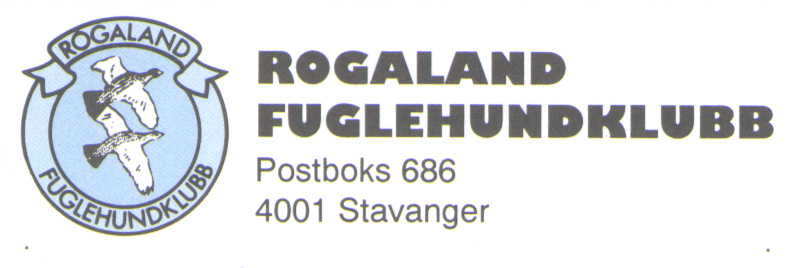 ROGALAND
FUGLEHUNDKLUBB
ROGALAND
FUGLEHUNDKLUBB
Postboks 686
4001 Stavanger